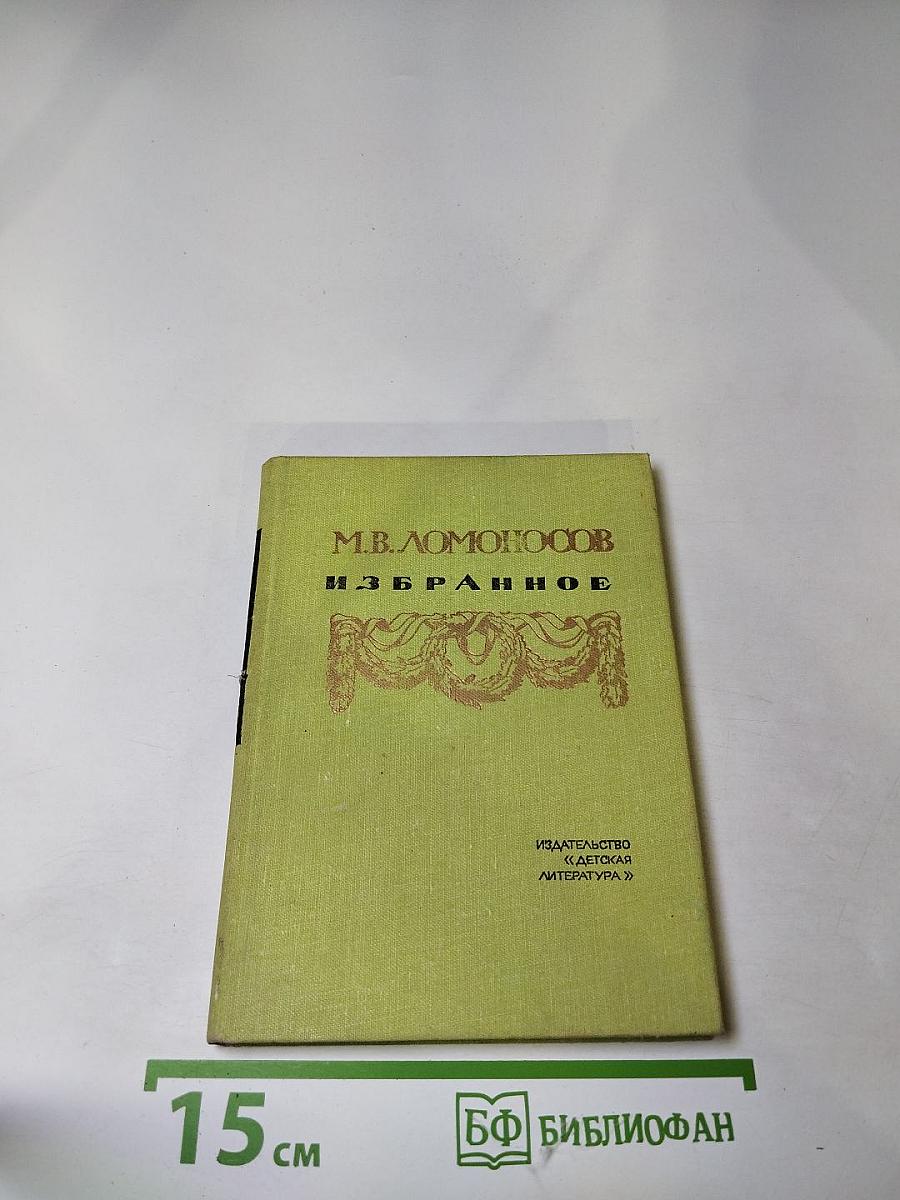 М.В. ЛОМОНОСОВ
ИЗБРАННОЕ
ИЗДАТЕЛЬСТВО
«ДЕТСКАЯ
ЛИТЕРАТУРА»
15 см
БФ БИБЛИОФАН